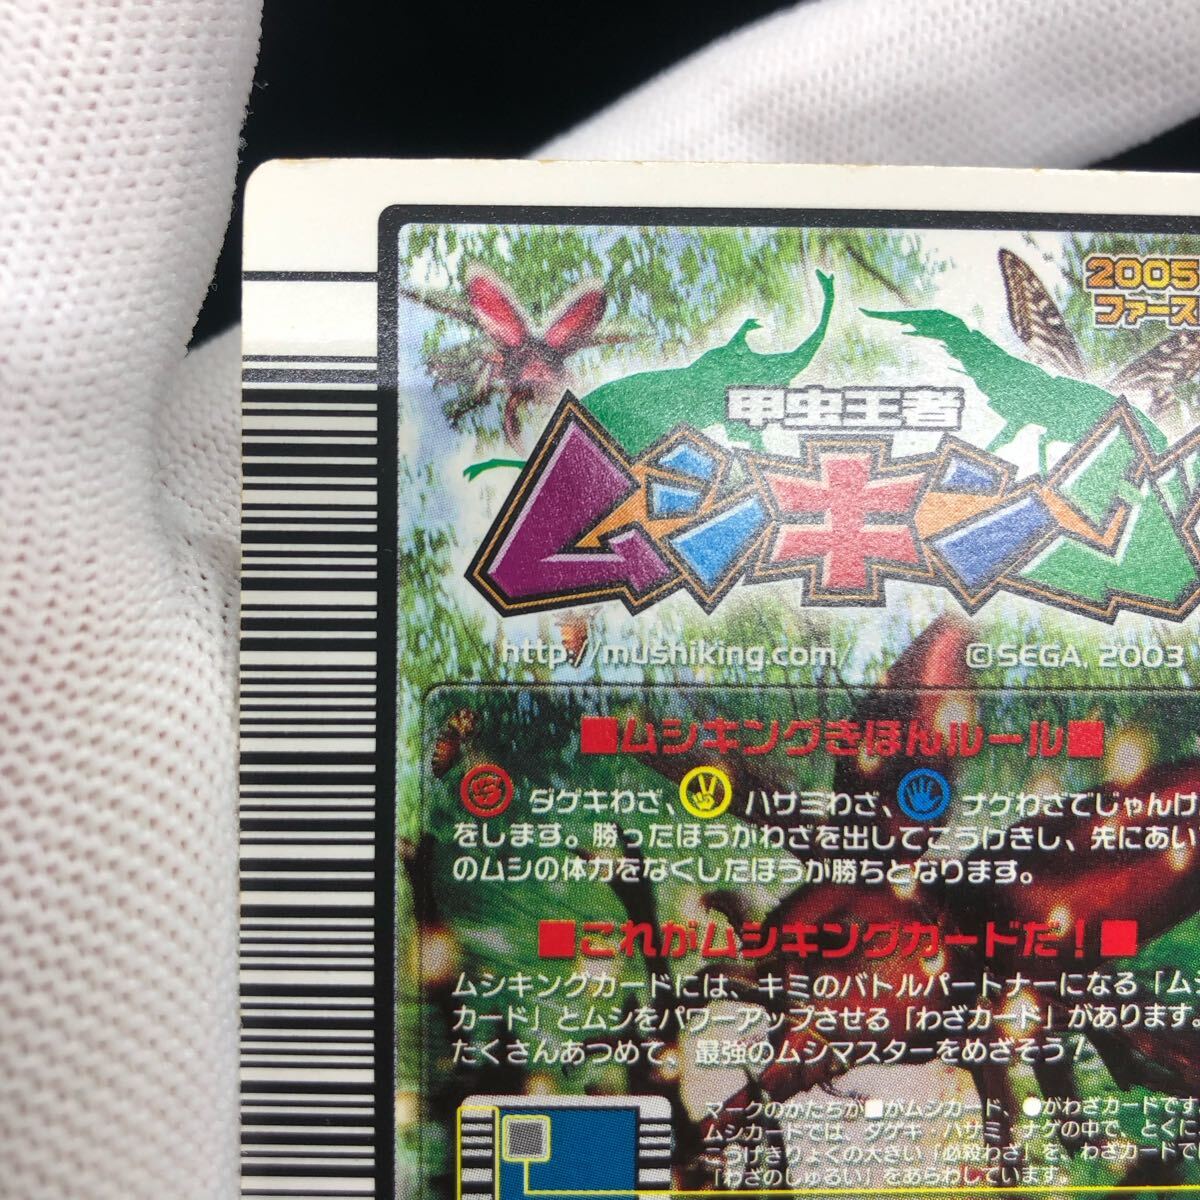 2005
ファース
甲虫王者
ムシキング
http://mushiking.com/
©SEGA, 2003
■ムシキングきほんルール■
ダゲキわざ、ハサミわざ、ナゲわざでじゃんけ
をします。勝ったほうがわざを出してこうげきし、先にあい
のムシの体力をなくしたほうが勝ちとなります。
■これがムシキングカードだ！■
ムシキングカードには、キミのバトルパートナーになる「ム
カード」とムシをパワーアップさせる「わざカード」があります。
たくさんあつめて、最強のムシマスターをめざそう！
マークのかたちが■がムシカード、●がわざカードです
ムシカードでは、ダゲキ ハサミ ナゲの中で、とくに
こうげきりょくの大きい「必殺わざ」を、わざカードで
「わざのしゅるい」をあらわしています。